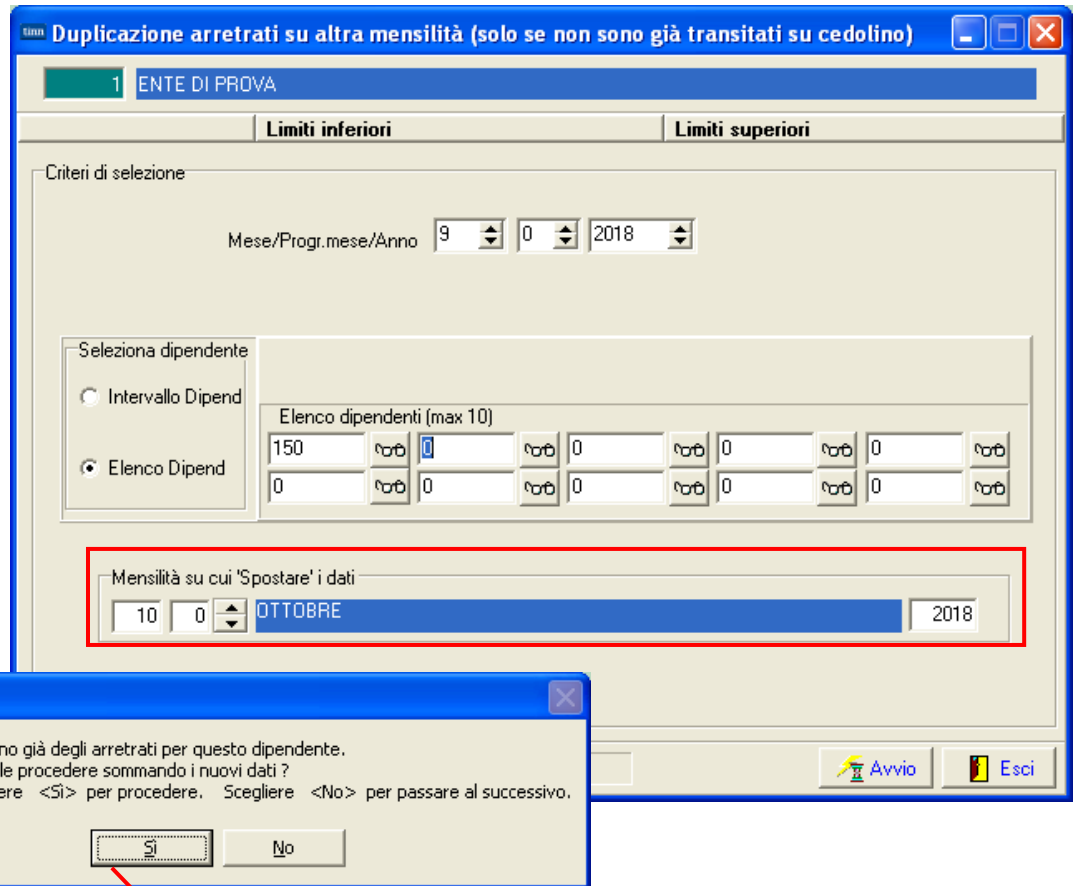 tinn Duplicazione arretrati su altra mensilità (solo se non sono già transitati su cedolino)
1 ENTE DI PROVA
Limiti inferiori Limiti superiori
Criteri di selezione
Mese/Progr.mese/Anno 9 0 2018
Seleziona dipendente
Intervallo Dipend
Elenco Dipend
Elenco dipendenti (max 10)
150 0 0 0 0
0 0 0 0 0
Mensilità su cui 'Spostare' i dati
10 0 OTTOBRE 2018
Avvio Esci
già degli arretrati per questo dipendente.
procedere sommando i nuovi dati ?
<Sì> per procedere. Scegliere <No> per passare al successivo.
Sì No